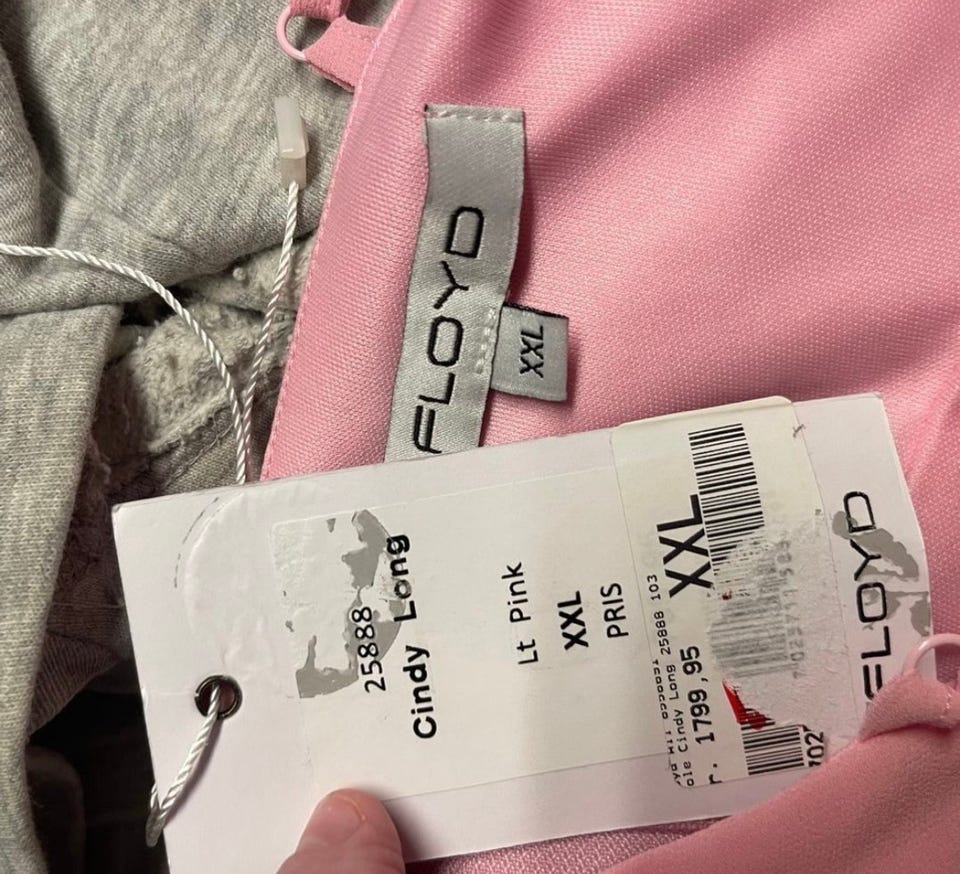 FLOYD
XXL
25888
Cindy Long
Lt Pink
XXL
PRIS
Cindy Long 25888 103
1799,95
XXL
FLOYD